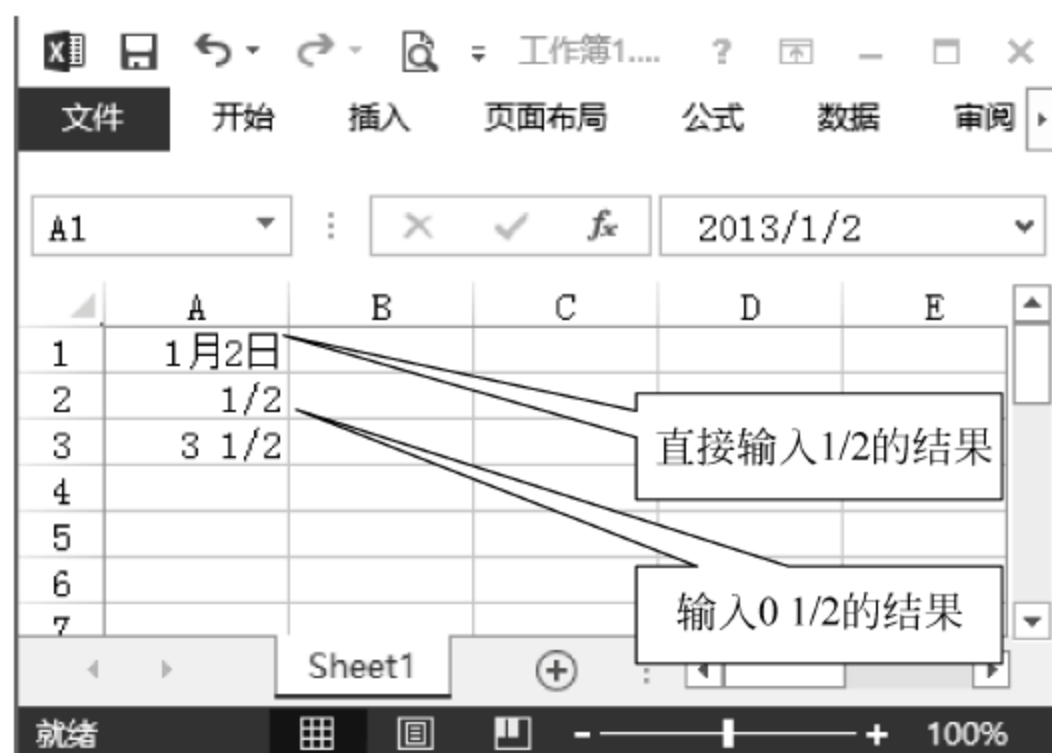 工作簿1.... ?
文件 开始 插入 页面布局 公式 数据 审阅
A1 fx 2013/1/2
A B C D E
1 1月2日
2 1/2
3 3 1/2
4
5
6
7
直接输入1/2的结果
输入0 1/2的结果
Sheet1
就绪 100%